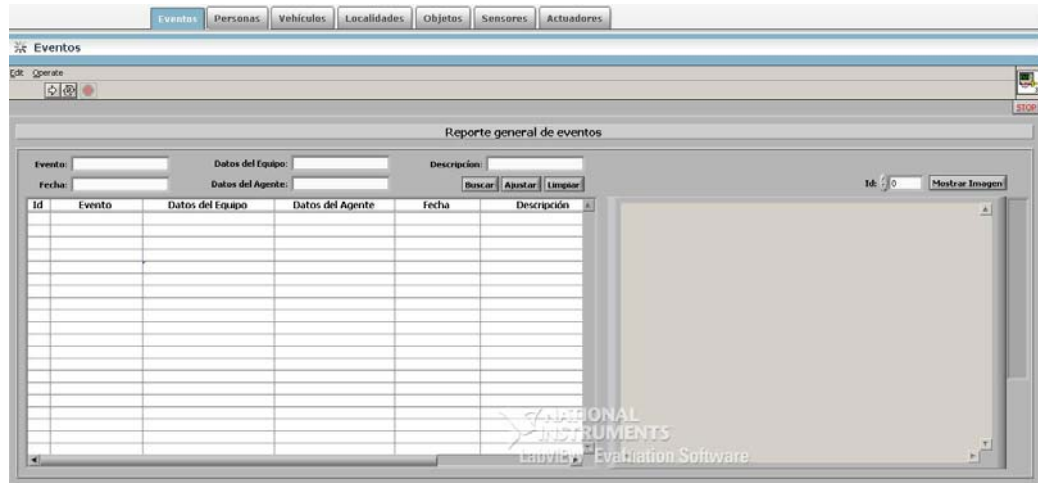 Eventos Personas Vehículos Localidades Objetos Sensores Actuadores
Eventos
Edit Operate
STOP
Reporte general de eventos
Evento: Datos del Equipo: Descripcion:
Fecha: Datos del Agente: Buscar Ajustar Limpiar Id: 0 Mostrar Imagen
Id Evento Datos del Equipo Datos del Agente Fecha Descripción
NATIONAL
INSTRUMENTS
LabVIEW Evaluation Software